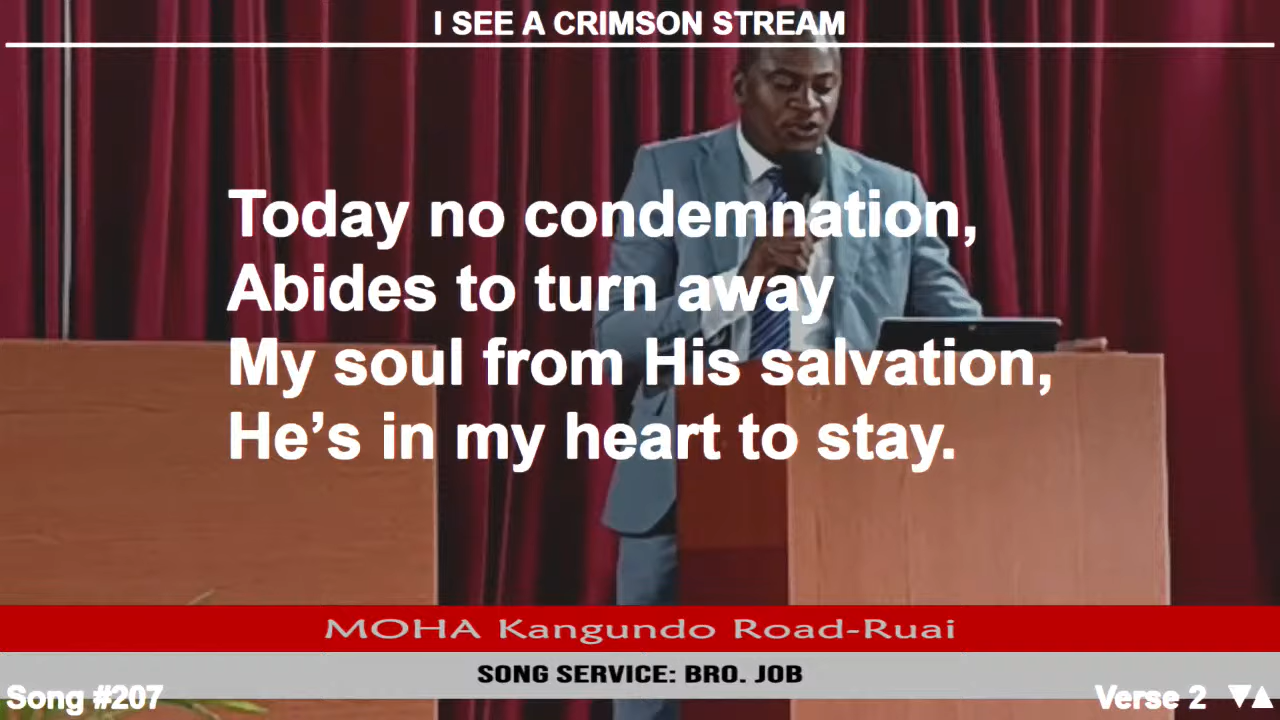 I SEE A CRIMSON STREAM
Today no condemnation,
Abides to turn away
My soul from His salvation,
He’s in my heart to stay.
MOHA Kangundo Road-Ruai
SONG SERVICE: BRO. JOB
Song #207
Verse 2 ▼▲